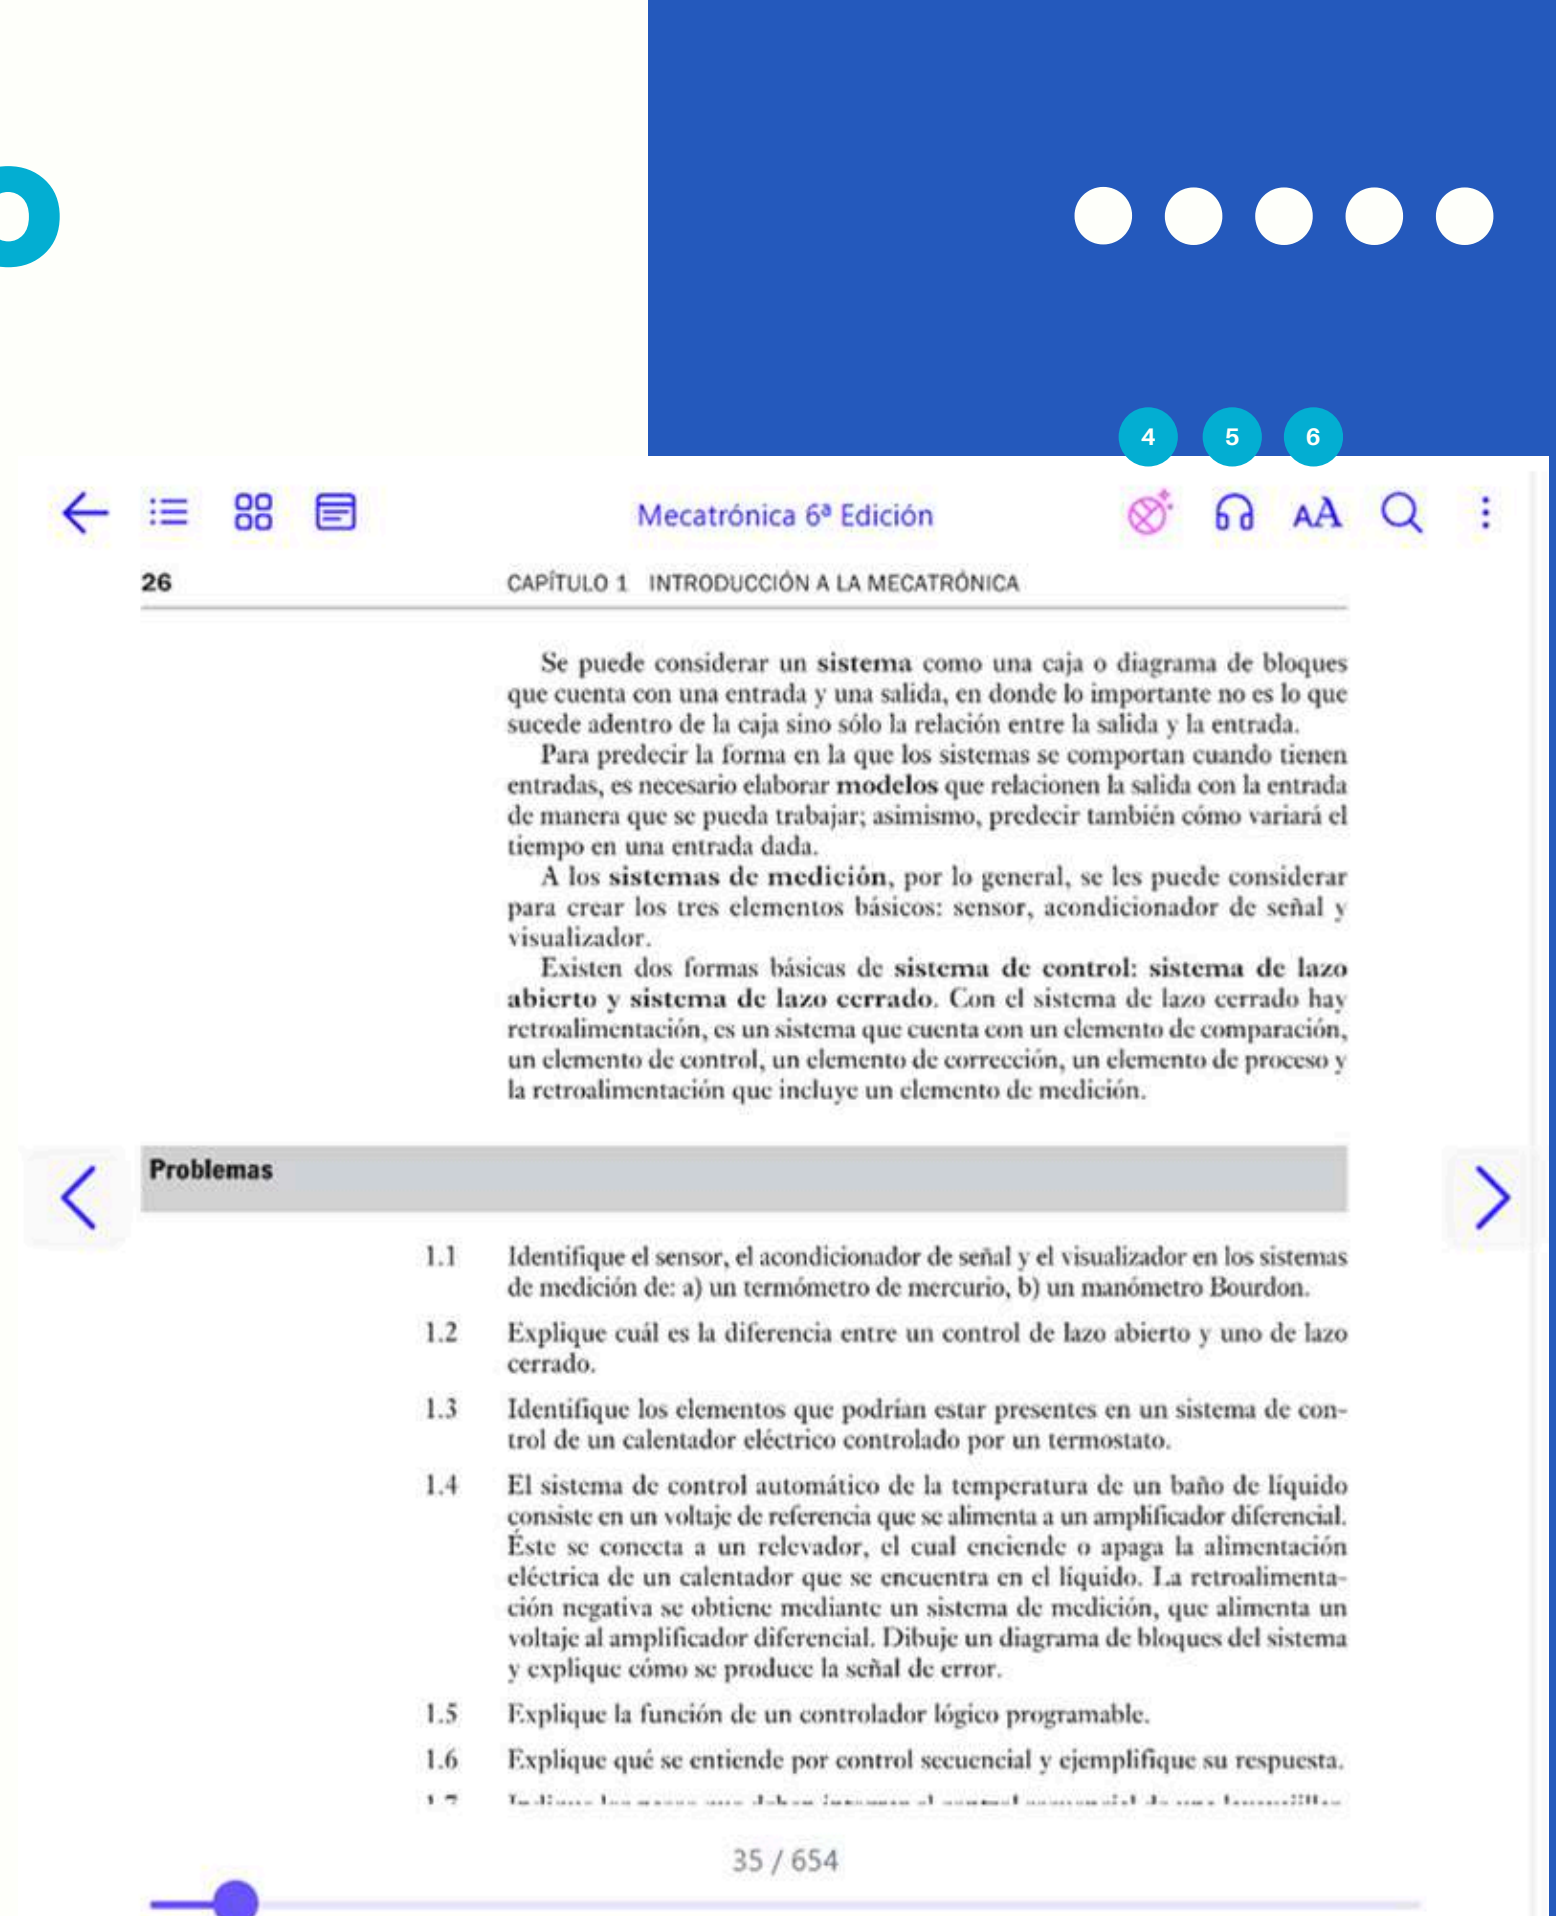 4 5 6
Mecatrónica 6ª Edición
AA
26 CAPÍTULO 1 INTRODUCCIÓN A LA MECATRÓNICA
Se puede considerar un sistema como una caja o diagrama de bloques
que cuenta con una entrada y una salida, en donde lo importante no es lo que
sucede adentro de la caja sino sólo la relación entre la salida y la entrada.
Para predecir la forma en la que los sistemas se comportan cuando tienen
entradas, es necesario elaborar modelos que relacionen la salida con la entrada
de manera que se pueda trabajar; asimismo, predecir también cómo variará el
tiempo en una entrada dada.
A los sistemas de medición, por lo general, se les puede considerar
para crear los tres elementos básicos: sensor, acondicionador de señal y
visualizador.
Existen dos formas básicas de sistema de control: sistema de lazo
abierto y sistema de lazo cerrado. Con el sistema de lazo cerrado hay
retroalimentación, es un sistema que cuenta con un elemento de comparación,
un elemento de control, un elemento de corrección, un elemento de proceso y
la retroalimentación que incluye un elemento de medición.
Problemas
1.1 Identifique el sensor, el acondicionador de señal y el visualizador en los sistemas
de medición de: a) un termómetro de mercurio, b) un manómetro Bourdon.
1.2 Explique cuál es la diferencia entre un control de lazo abierto y uno de lazo
cerrado.
1.3 Identifique los elementos que podrían estar presentes en un sistema de con-
trol de un calentador eléctrico controlado por un termostato.
1.4 El sistema de control automático de la temperatura de un baño de líquido
consiste en un voltaje de referencia que se alimenta a un amplificador diferencial.
Éste se conecta a un relevador, el cual enciende o apaga la alimentación
eléctrica de un calentador que se encuentra en el líquido. La retroalimenta-
ción negativa se obtiene mediante un sistema de medición, que alimenta un
voltaje al amplificador diferencial. Dibuje un diagrama de bloques del sistema
y explique cómo se produce la señal de error.
1.5 Explique la función de un controlador lógico programable.
1.6 Explique qué se entiende por control secuencial y ejemplifique su respuesta.
35 / 654